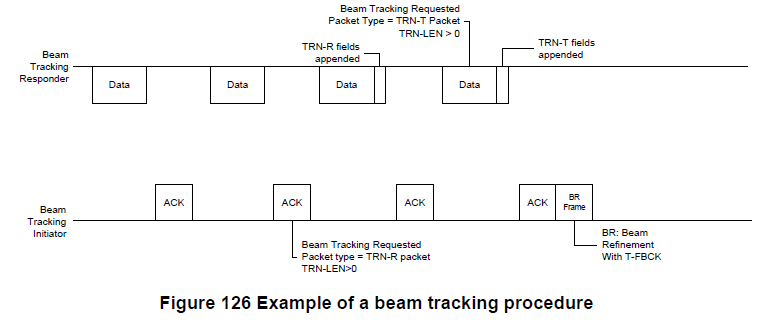 Beam Tracking Requested
Packet Type = TRN-T Packet
TRN-LEN > 0
TRN-R fields
appended
TRN-T fields
appended
Beam
Tracking
Responder
Data
Data
Data
Data
ACK
ACK
ACK
ACK
BR
Frame
Beam
Tracking
Initiator
Beam Tracking Requested
Packet type = TRN-R packet
TRN-LEN>0
BR: Beam
Refinement
With T-FBCK
Figure 126 Example of a beam tracking procedure